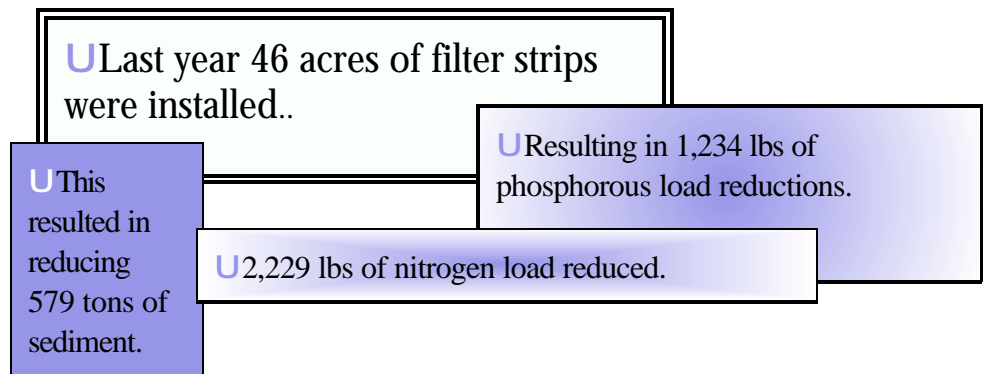 ULast year 46 acres of filter strips
were installed..
UResulting in 1,234 lbs of
phosphorous load reductions.
UThis
resulted in
reducing
579 tons of
sediment.
U2,229 lbs of nitrogen load reduced.